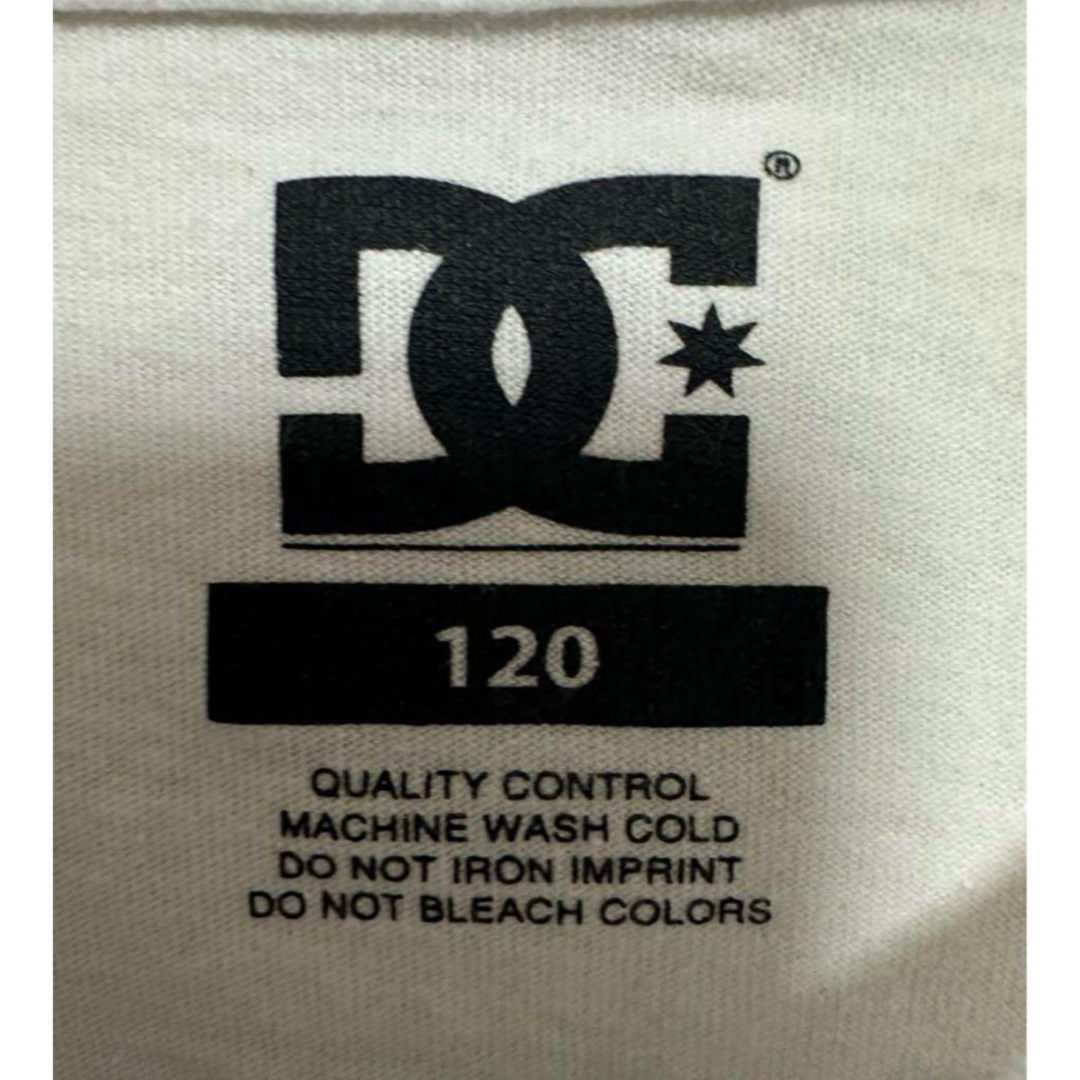 DC ®
120
QUALITY CONTROL
MACHINE WASH COLD
DO NOT IRON IMPRINT
DO NOT BLEACH COLORS